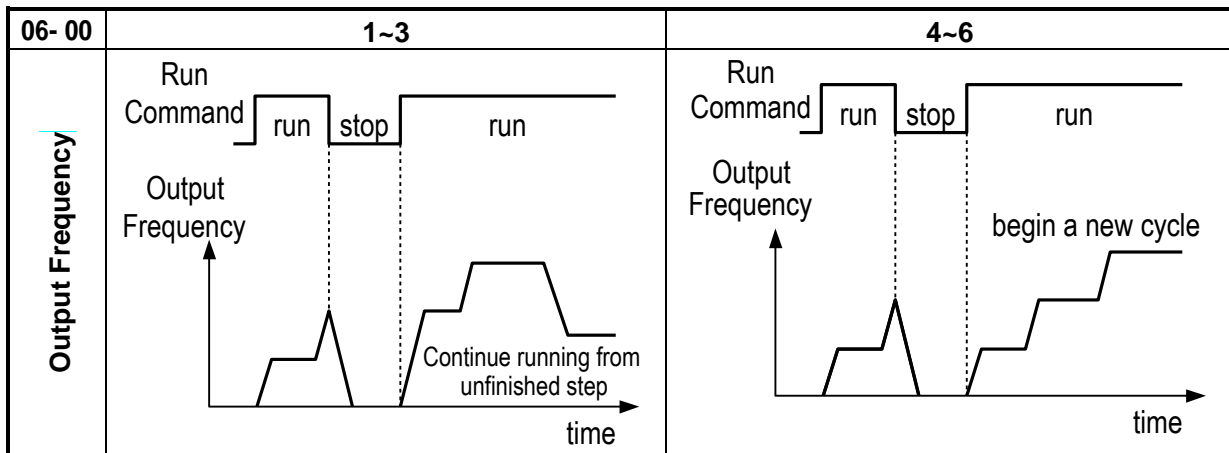 06- 00
1~3
4~6
Output Frequency
Run
Command
run
stop
run
Output
Frequency
Continue running from
unfinished step
time
Run
Command
run
stop
run
Output
Frequency
begin a new cycle
time